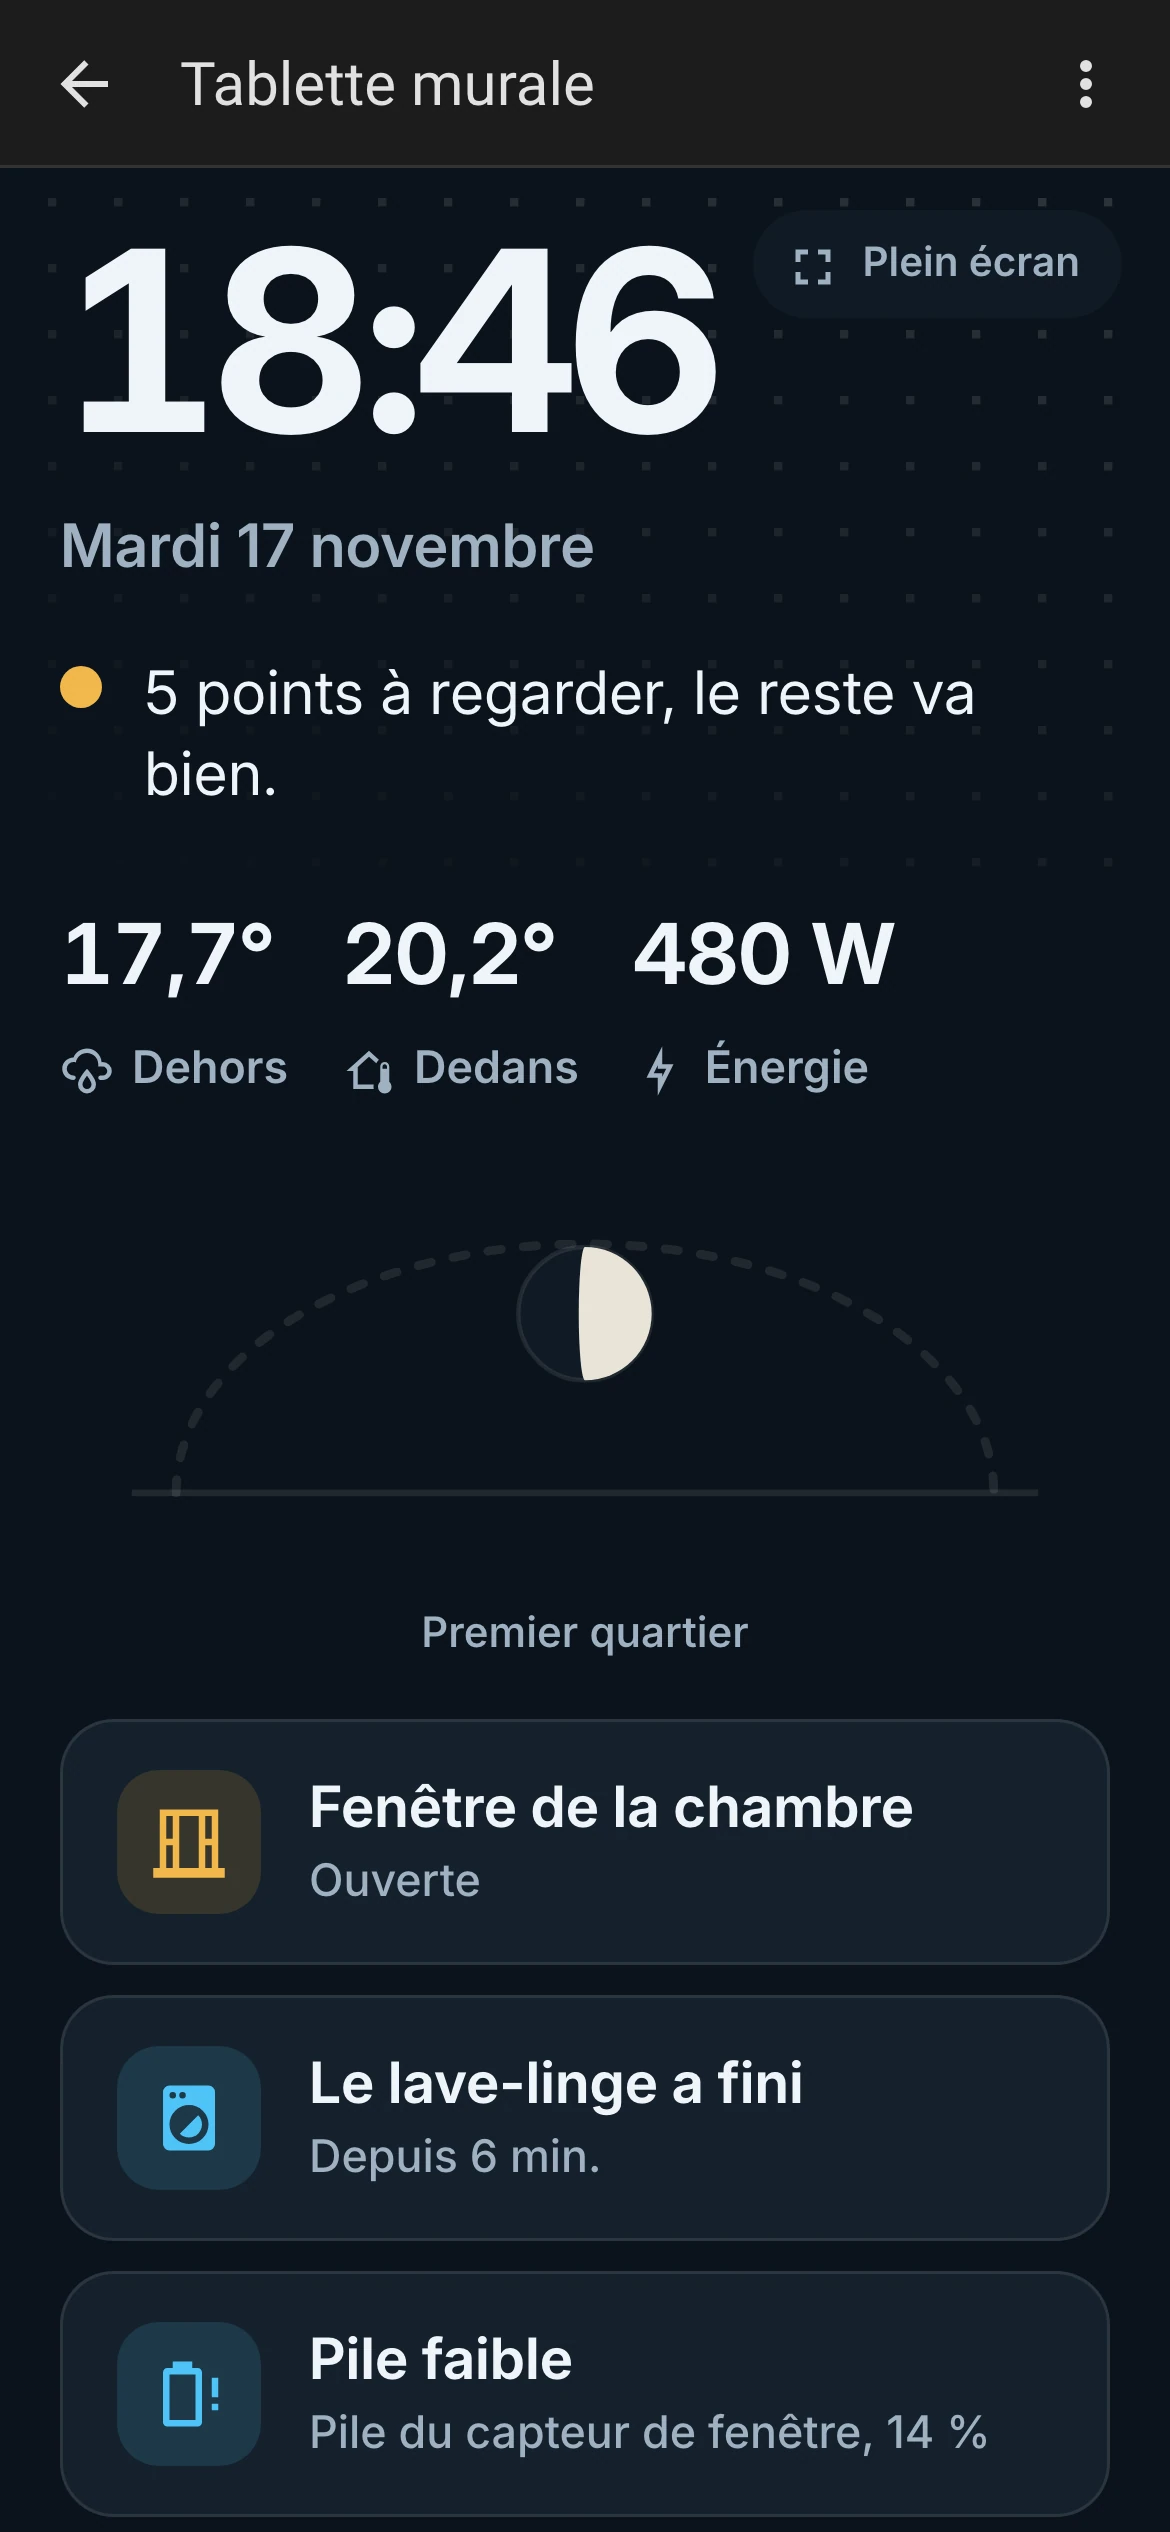 Tablette murale
18:46
Plein écran
Mardi 17 novembre
5 points à regarder, le reste va
bien.
17,7° 20,2° 480 W
Dehors Dedans Énergie
Premier quartier
Fenêtre de la chambre
Ouverte
Le lave-linge a fini
Depuis 6 min.
Pile faible
Pile du capteur de fenêtre, 14 %